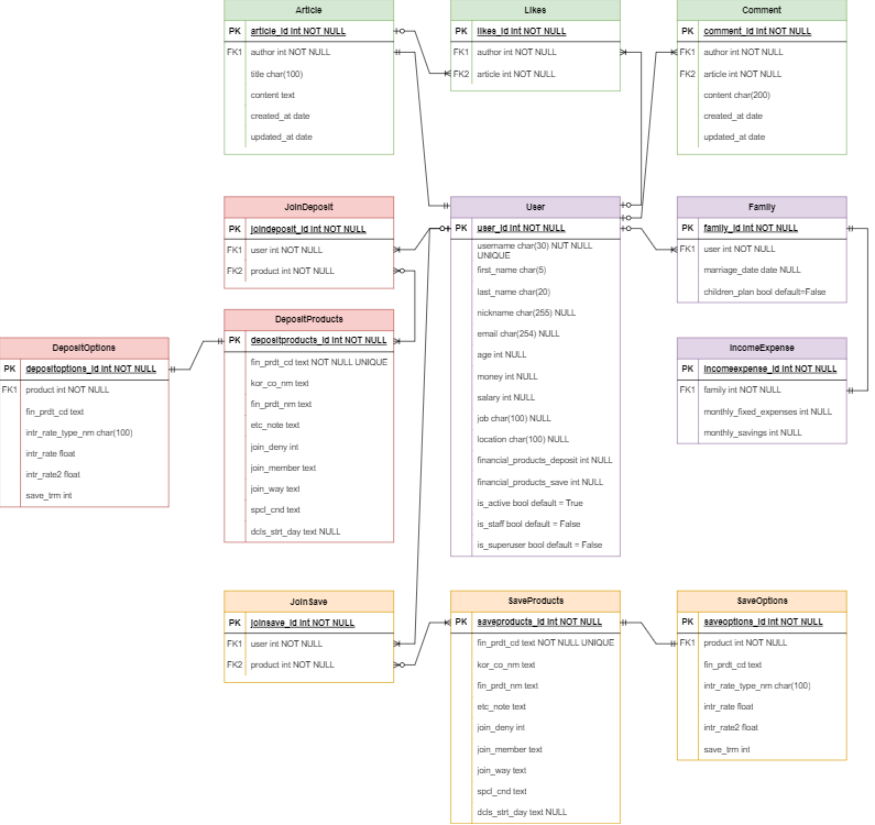 Article
PK article_id int NOT NULL
FK1 author int NOT NULL
title char(100)
content text
created_at date
updated_at date
Likes
PK likes_id int NOT NULL
FK1 author int NOT NULL
FK2 article int NOT NULL
Comment
PK comment_id int NOT NULL
FK1 author int NOT NULL
FK2 article int NOT NULL
content char(200)
created_at date
updated_at date
JoinDeposit
PK joindeposit_id int NOT NULL
FK1 user int NOT NULL
FK2 product int NOT NULL
User
PK user_id int NOT NULL
username char(30) NUT NULL
UNIQUE
first_name char(5)
last_name char(20)
nickname char(255) NULL
email char(254) NULL
age int NULL
money int NULL
salary int NULL
job char(100) NULL
location char(100) NULL
financial_products_deposit int NULL
financial_products_save int NULL
is_active bool default = True
is_staff bool default = False
is_superuser bool default = False
Family
PK family_id int NOT NULL
FK1 user int NOT NULL
marriage_date date NULL
children_plan bool default=False
DepositProducts
PK depositproducts_id int NOT NULL
fin_prdt_cd text NOT NULL UNIQUE
kor_co_nm text
fin_prdt_nm text
etc_note text
join_deny int
join_member text
join_way text
spcl_cnd text
dcls_strt_day text NULL
DepositOptions
PK depositoptions_id int NOT NULL
FK1 product int NOT NULL
fin_prdt_cd text
intr_rate_type_nm char(100)
intr_rate float
intr_rate2 float
save_trm int
IncomeExpense
PK incomeexpense_id int NOT NULL
FK1 family int NOT NULL
monthly_fixed_expenses int NULL
monthly_savings int NULL
JoinSave
PK joinsave_id int NOT NULL
FK1 user int NOT NULL
FK2 product int NOT NULL
SaveProducts
PK saveproducts_id int NOT NULL
fin_prdt_cd text NOT NULL UNIQUE
kor_co_nm text
fin_prdt_nm text
etc_note text
join_deny int
join_member text
join_way text
spcl_cnd text
dcls_strt_day text NULL
SaveOptions
PK saveoptions_id int NOT NULL
FK1 product int NOT NULL
fin_prdt_cd text
intr_rate_type_nm char(100)
intr_rate float
intr_rate2 float
save_trm int